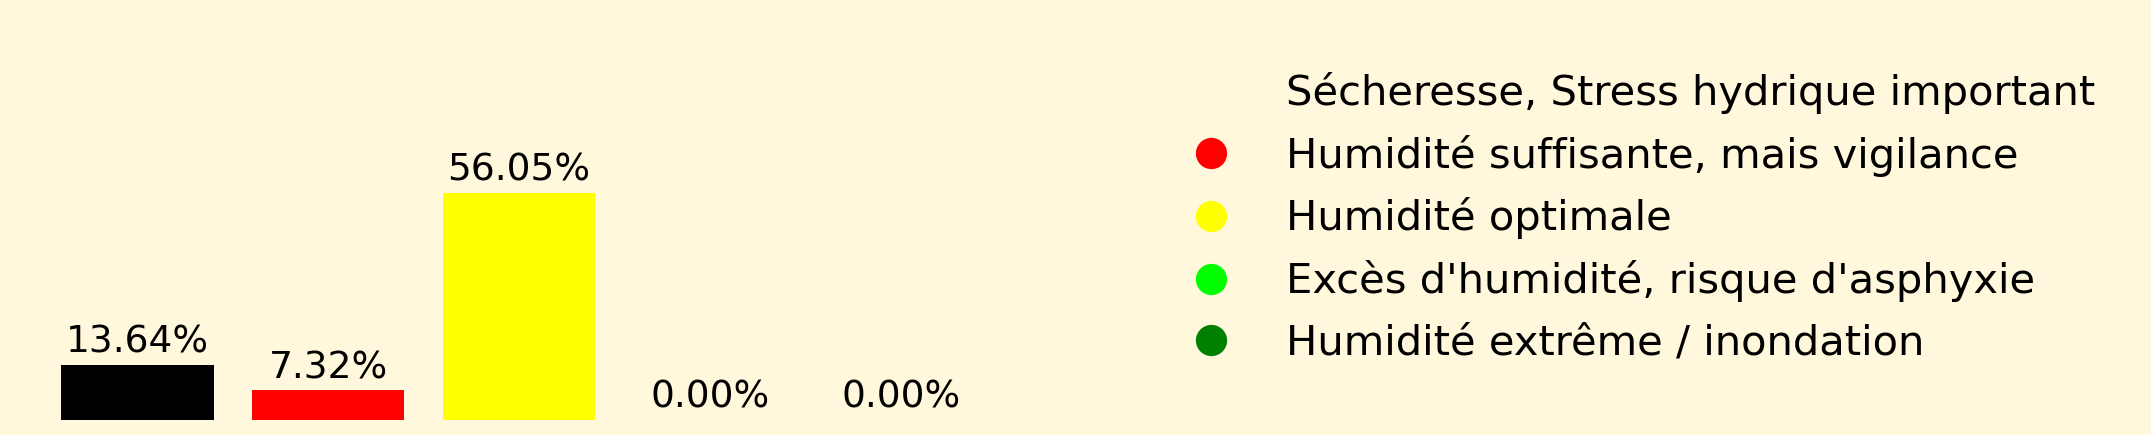 13.64%
7.32%
56.05%
0.00%
0.00%
Sécheresse, Stress hydrique important
Humidité suffisante, mais vigilance
Humidité optimale
Excès d'humidité, risque d'asphyxie
Humidité extrême / inondation